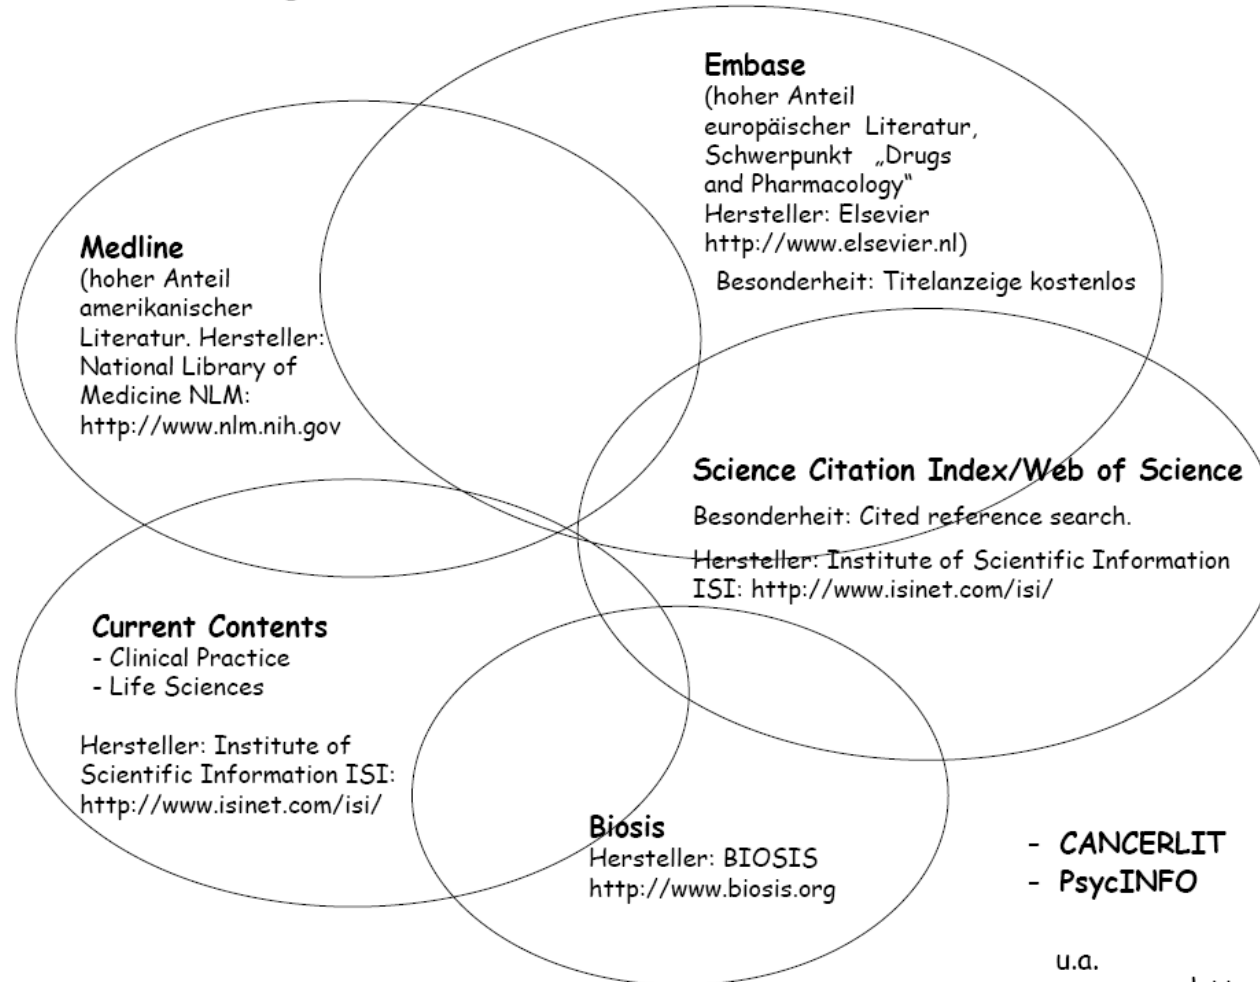 Embase
(hoher Anteil
europäischer Literatur,
Schwerpunkt „Drugs
and Pharmacology“
Hersteller: Elsevier
http://www.elsevier.nl)
Besonderheit: Titelanzeige kostenlos
Medline
(hoher Anteil
amerikanischer
Literatur. Hersteller:
National Library of
Medicine NLM:
http://www.nlm.nih.gov
Science Citation Index/Web of Science
Besonderheit: Cited reference search.
Hersteller: Institute of Scientific Information
ISI: http://www.isinet.com/isi/
Current Contents
- Clinical Practice
- Life Sciences
Hersteller: Institute of
Scientific Information ISI:
http://www.isinet.com/isi/
Biosis
Hersteller: BIOSIS
http://www.biosis.org
- CANCERLIT
- PsycINFO
u.a.